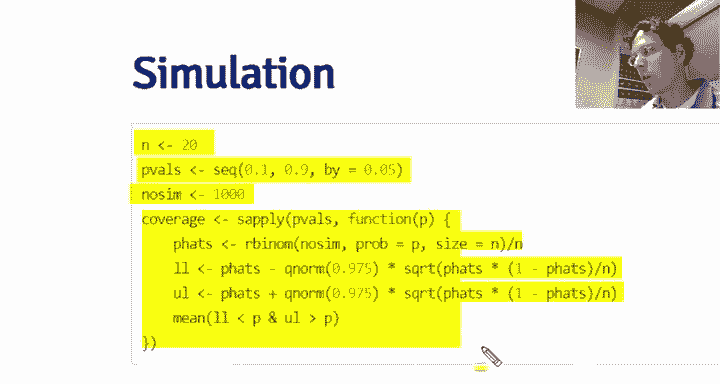 Simulation
n <- 20
pvals <- seq(0.1, 0.9, by = 0.05)
nosim <- 1000
coverage <- sapply(pvals, function(p) {
    phats <- rbinom(nosim, prob = p, size = n)/n
    ll <- phats - qnorm(0.975) * sqrt(phats * (1 - phats)/n)
    ul <- phats + qnorm(0.975) * sqrt(phats * (1 - phats)/n)
    mean(ll < p & ul > p)
})